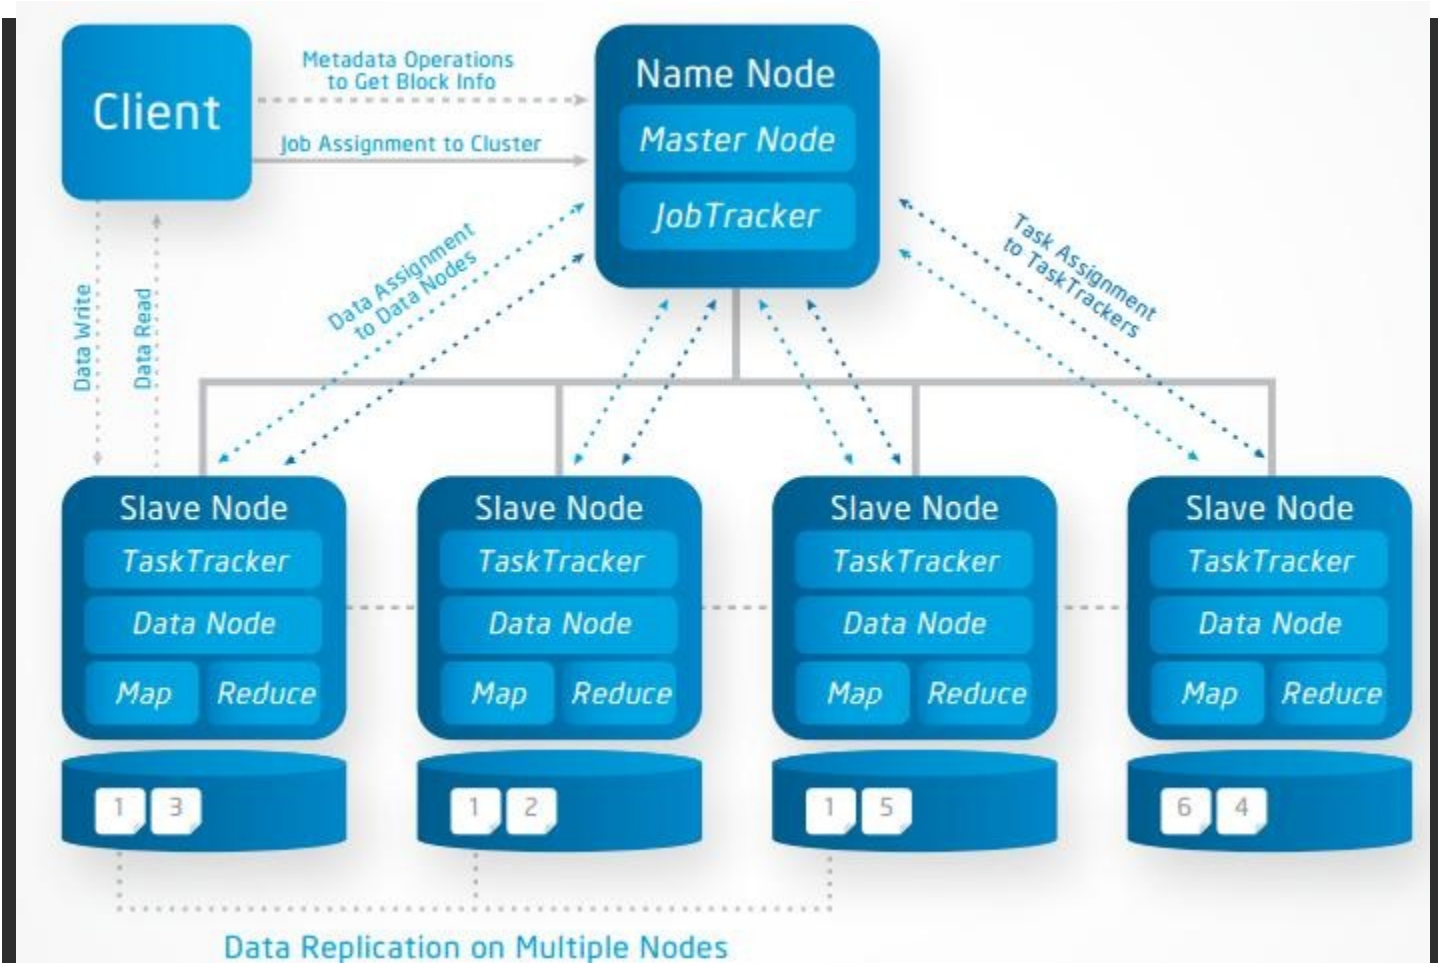 Client
Metadata Operations
to Get Block Info
Job Assignment to Cluster
Name Node
Master Node
JobTracker
Data Write
Data Read
Data Assignment
to Data Nodes
Task Assignment
to TaskTrackers
Slave Node
TaskTracker
Data Node
Map Reduce
1 3
Slave Node
TaskTracker
Data Node
Map Reduce
1 2
Slave Node
TaskTracker
Data Node
Map Reduce
1 5
Slave Node
TaskTracker
Data Node
Map Reduce
6 4
Data Replication on Multiple Nodes